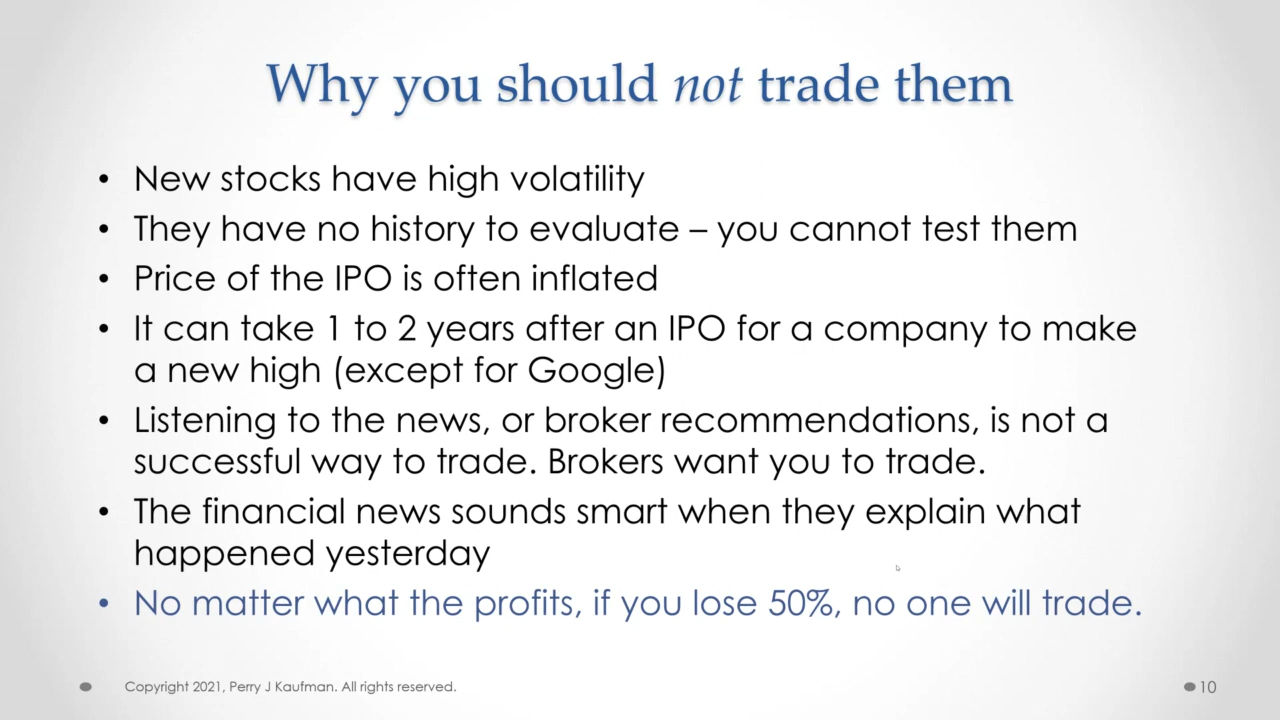 Why you should not trade them
• New stocks have high volatility
• They have no history to evaluate – you cannot test them
• Price of the IPO is often inflated
• It can take 1 to 2 years after an IPO for a company to make
a new high (except for Google)
• Listening to the news, or broker recommendations, is not a
successful way to trade. Brokers want you to trade.
• The financial news sounds smart when they explain what
happened yesterday
• No matter what the profits, if you lose 50%, no one will trade.
Copyright 2021, Perry J Kaufman. All rights reserved.
10